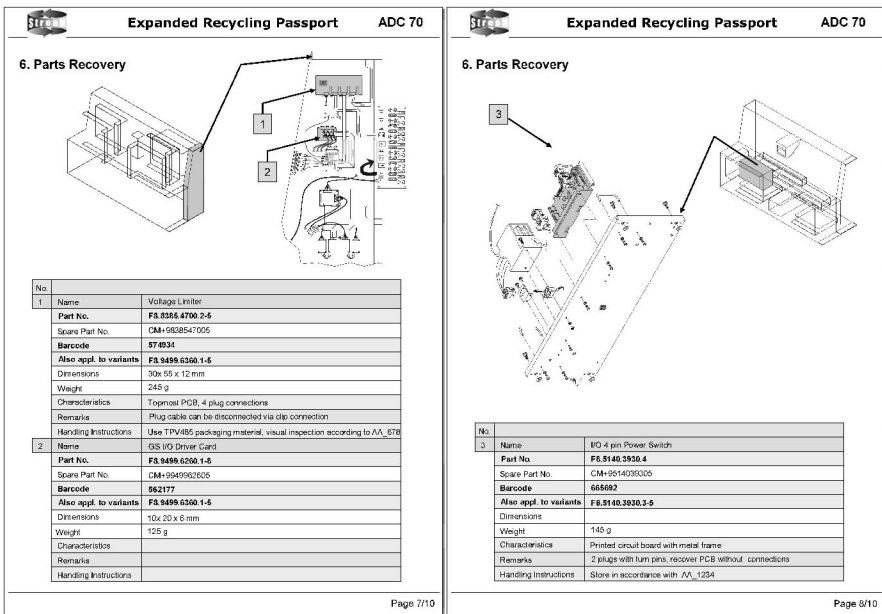 Street
Expanded Recycling Passport ADC 70
6. Parts Recovery
1
2
No.
1 Name Voltage Limiter
Part No. F8.8385.4700.2-5
Spare Part No. CM+9838547005
Barcode 574934
Also appl. to variants F8.9499.6360.1-5
Dimensions 30x 55 x 12 mm
Weight 245 g
Characteristics Topmost PCB, 4 plug connections
Remarks Plug cable can be disconnected via clip connection
Handling Instructions Use TPV485 packaging material, visual inspection according to AA_678
2 Name GS I/O Driver Card
Part No. F8.9499.6260.1-8
Spare Part No. CM+9949962605
Barcode 562177
Also appl. to variants F8.9499.6360.1-5
Dimensions 10x 20 x 6 mm
Weight 125 g
Characteristics
Remarks
Handling Instructions
Page 7/10
Street
Expanded Recycling Passport ADC 70
6. Parts Recovery
3
No.
3 Name I/O 4 pin Power Switch
Part No. F8.5140.3930.4
Spare Part No. CM+9514039305
Barcode 665692
Also appl. to variants F8.5140.3930.3-5
Dimensions
Weight 145 g
Characteristics Printed circuit board with metal frame
Remarks 2 plugs with turn pins, recover PCB without connections
Handling Instructions Store in accordance with AA_1234
Page 8/10